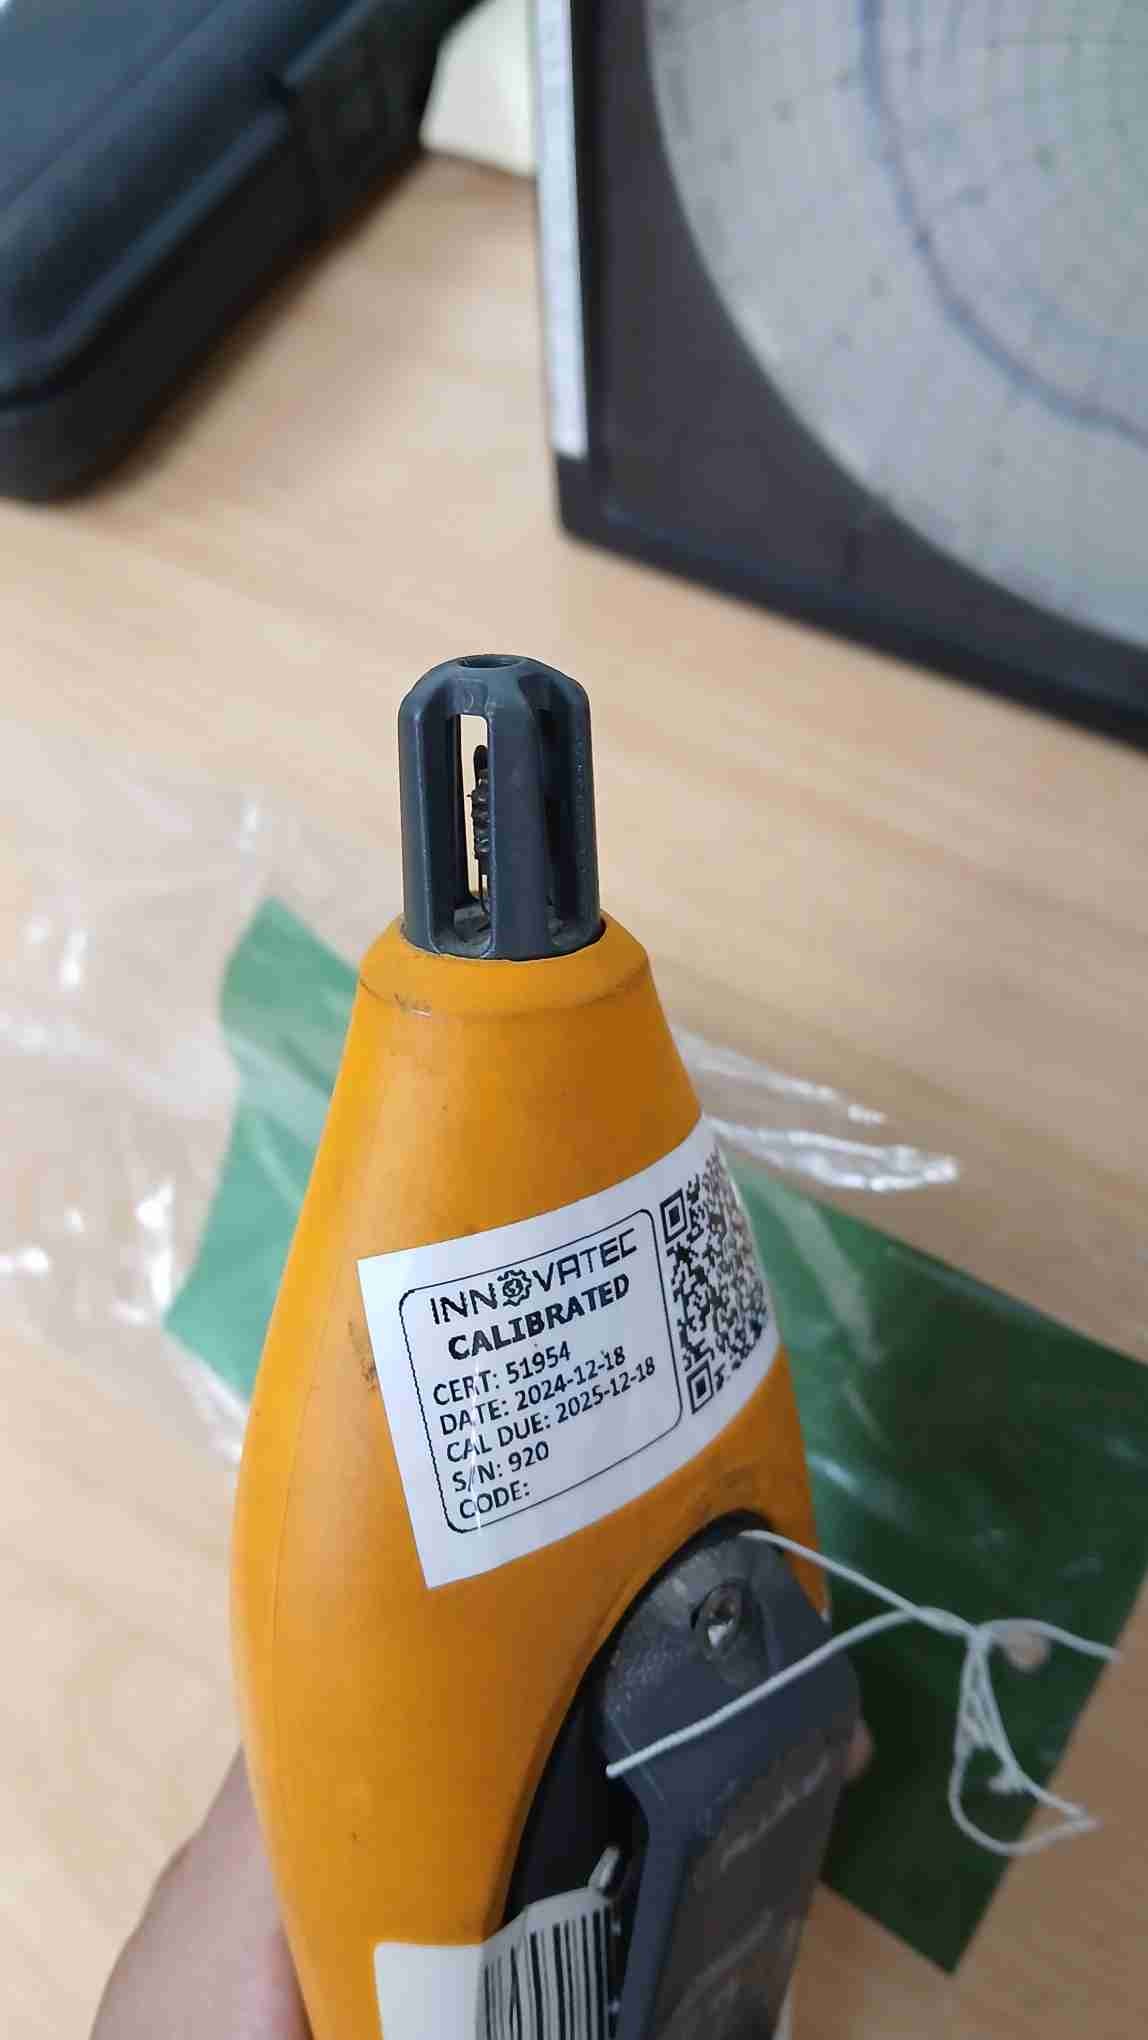 INNOVATEC
CALIBRATED
CERT: 51954
DATE: 2024-12-18
CAL DUE: 2025-12-18
S/N: 920
CODE: